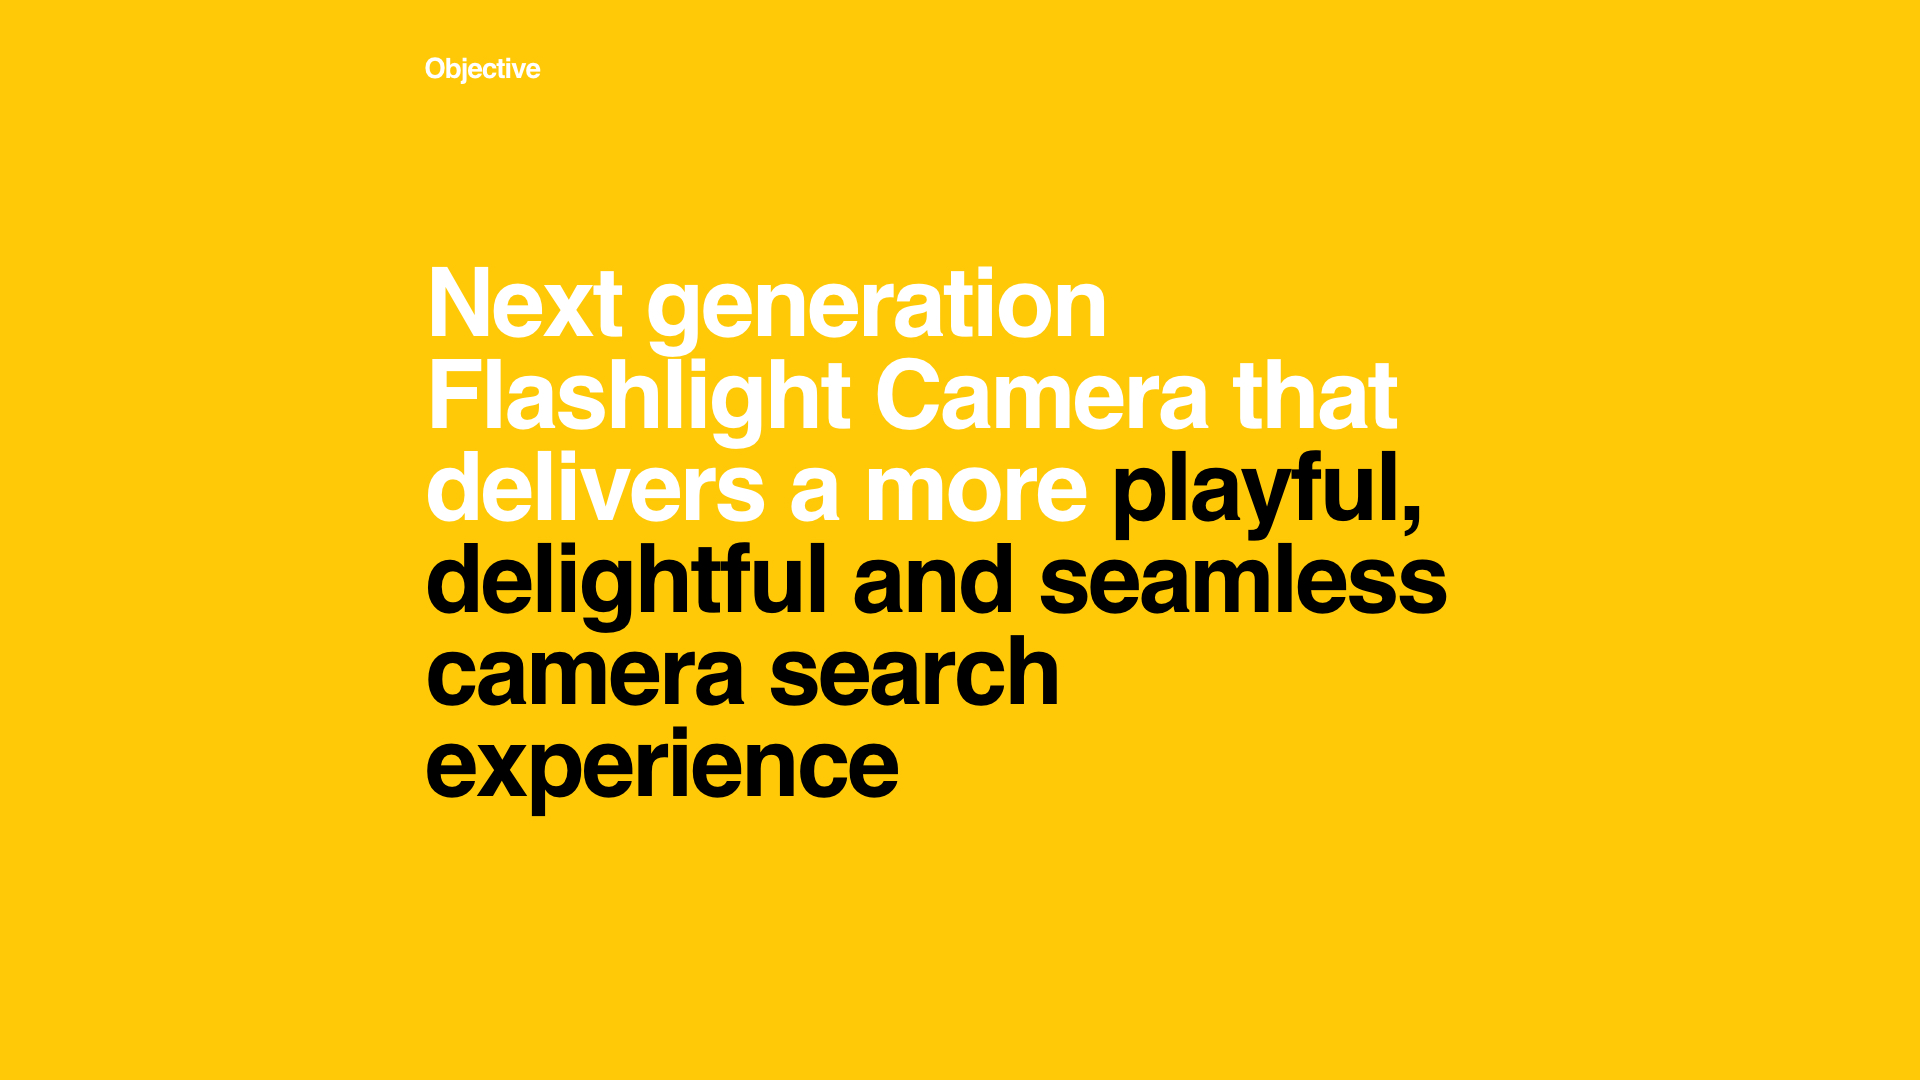 Objective
Next generation
Flashlight Camera that
delivers a more playful,
delightful and seamless
camera search
experience